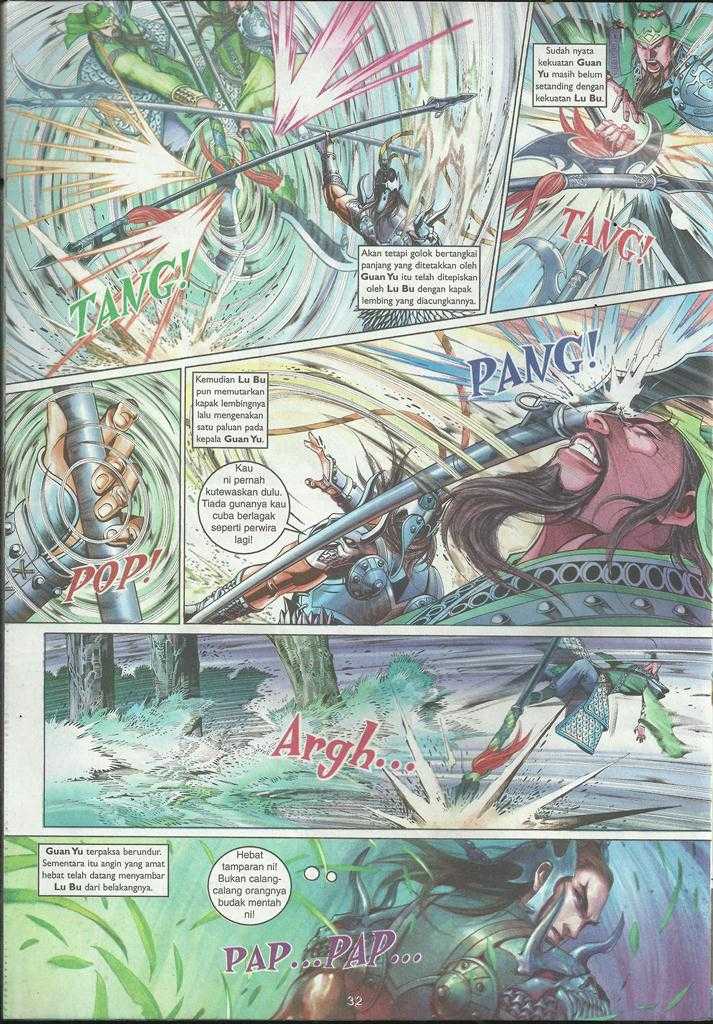 TANG!
Akan tetapi golok bertangkai
panjang yang ditetakkan oleh
Guan Yu itu telah ditepiskan
oleh Lu Bu dengan kapak
lembing yang diacungkannya.
Sudah nyata
kekuatan Guan
Yu masih belum
setanding dengan
kekuatan Lu Bu.
TANG!
POP!
Kemudian Lu Bu
pun memutarkan
kapak lembingnya
lalu mengenakan
satu paluan pada
kepala Guan Yu.
PANG!
Kau
ni pernah
kutewaskan dulu.
Tiada gunanya kau
cuba berlagak
seperti perwira
lagi!
Argh...
Guan Yu terpaksa berundur.
Sementara itu angin yang amat
hebat telah datang menyambar
Lu Bu dari belakangnya.
Hebat
tamparan ni!
Bukan calang-
calang orangnya
budak mentah
ni!
PAP...PAP...
32